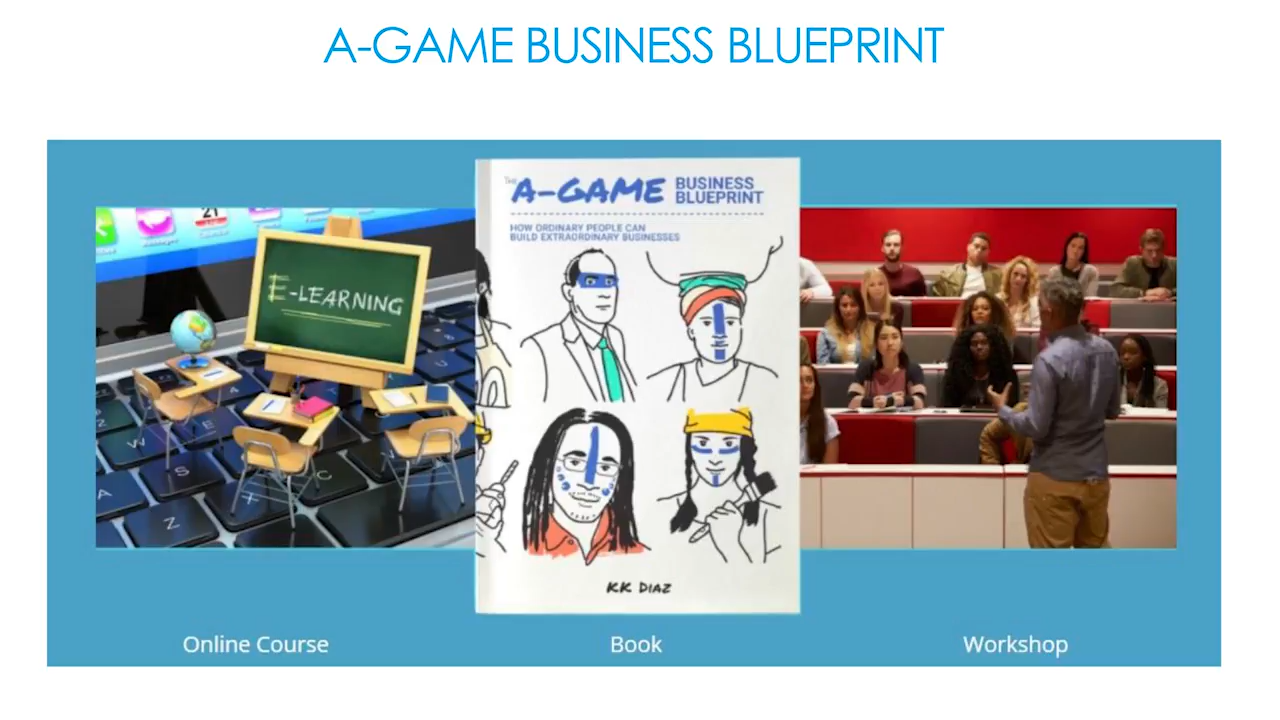 A-GAME BUSINESS BLUEPRINT
THE
A-GAME BUSINESS
BLUEPRINT
HOW ORDINARY PEOPLE CAN
BUILD EXTRAORDINARY BUSINESSES
21
E-LEARNING
A
W
E
S
Z
X
C
KK DIAZ
Online Course
Book
Workshop